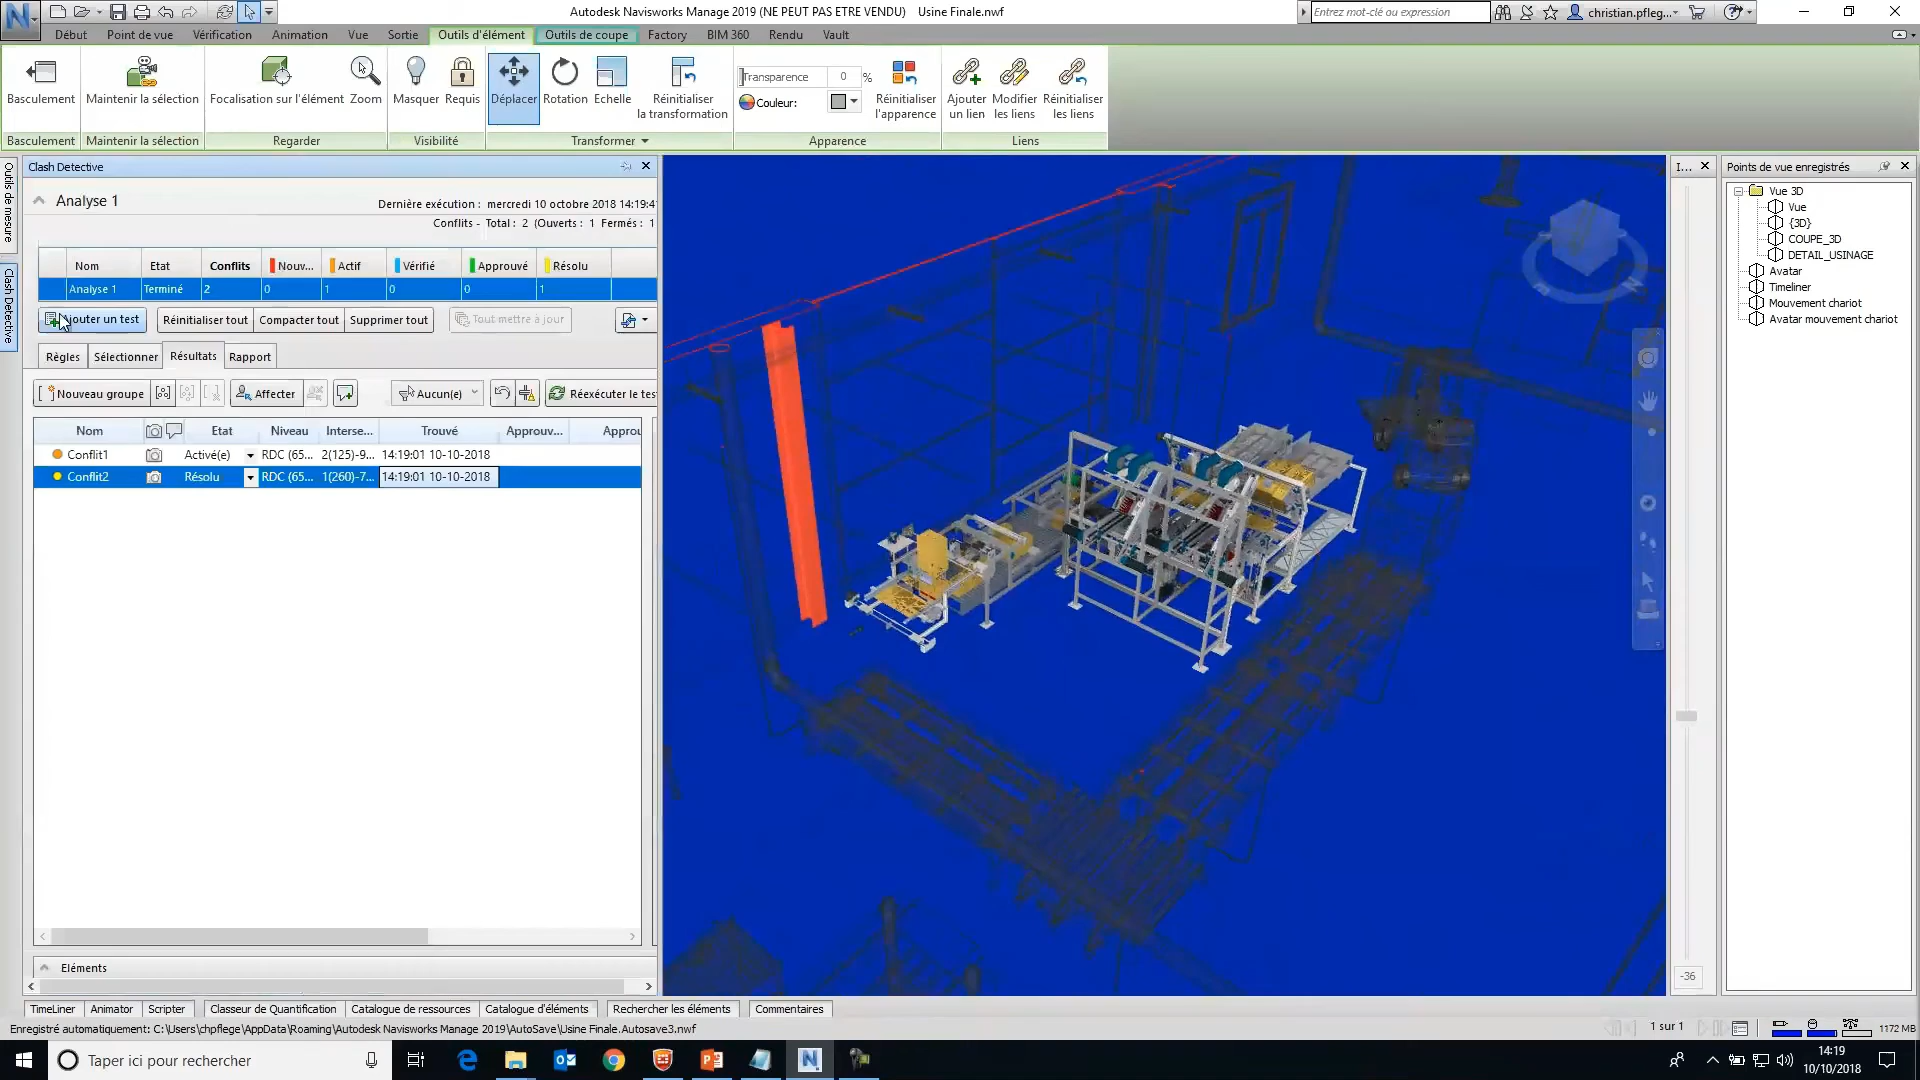 Autodesk Navisworks Manage 2019 (NE PEUT PAS ETRE VENDU) Usine Finale.nwf
Entrez mot-clé ou expression
christian.pfleg...
Début Point de vue Vérification Animation Vue Sortie Outils d'élément Outils de coupe Factory BIM 360 Rendu Vault
Basculement
Maintenir la sélection
Focalisation sur l'élément
Zoom
Masquer
Requis
Déplacer
Rotation
Echelle
Réinitialiser
la transformation
Transparence 0 %
Couleur:
Réinitialiser
l'apparence
Ajouter
un lien
Modifier
les liens
Réinitialiser
les liens
Basculement Maintenir la sélection Regarder Visibilité Transformer Apparence Liens
Outils de mesure
Clash Detective
Clash Detective
Analyse 1
Dernière exécution : mercredi 10 octobre 2018 14:19:4
Conflits - Total : 2 (Ouverts : 1 Fermés : 1
Nom Etat Conflits Nouv... Actif Vérifié Approuvé Résolu
Analyse 1 Terminé 2 0 1 0 0 1
Ajouter un test Réinitialiser tout Compacter tout Supprimer tout Tout mettre à jour
Règles Sélectionner Résultats Rapport
Nouveau groupe Affecter Aucun(e) Réexécuter le tes
Nom Etat Niveau Interse... Trouvé Approuv... Approu
Conflit1 Activé(e) RDC (65... 2(125)-9... 14:19:01 10-10-2018
Conflit2 Résolu RDC (65... 1(260)-7... 14:19:01 10-10-2018
Eléments
I...
-36
Points de vue enregistrés
Vue 3D
Vue
{3D}
COUPE_3D
DETAIL_USINAGE
Avatar
Timeliner
Mouvement chariot
Avatar mouvement chariot
TimeLiner Animator Scripter Classeur de Quantification Catalogue de ressources Catalogue d'éléments Rechercher les éléments Commentaires
Enregistré automatiquement: C:\Users\chpflege\AppData\Roaming\Autodesk Navisworks Manage 2019\AutoSave\Usine Finale.Autosave3.nwf
1 sur 1
1172 MB
Taper ici pour rechercher
14:19
10/10/2018